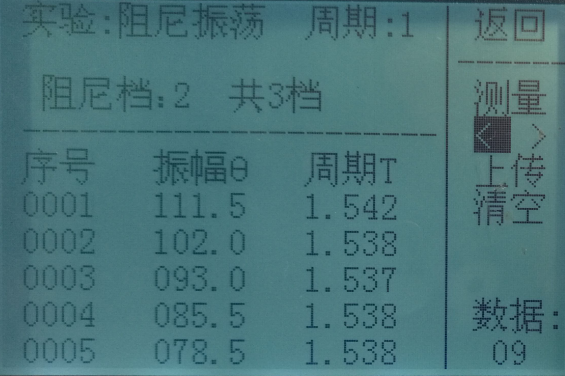 实验:阻尼振荡 周期:1 返回
阻尼档:2 共3档 测量
< >
序号 振幅θ 周期T 上传
0001 111.5 1.542 清空
0002 102.0 1.538
0003 093.0 1.537
0004 085.5 1.538 数据:
0005 078.5 1.538 09